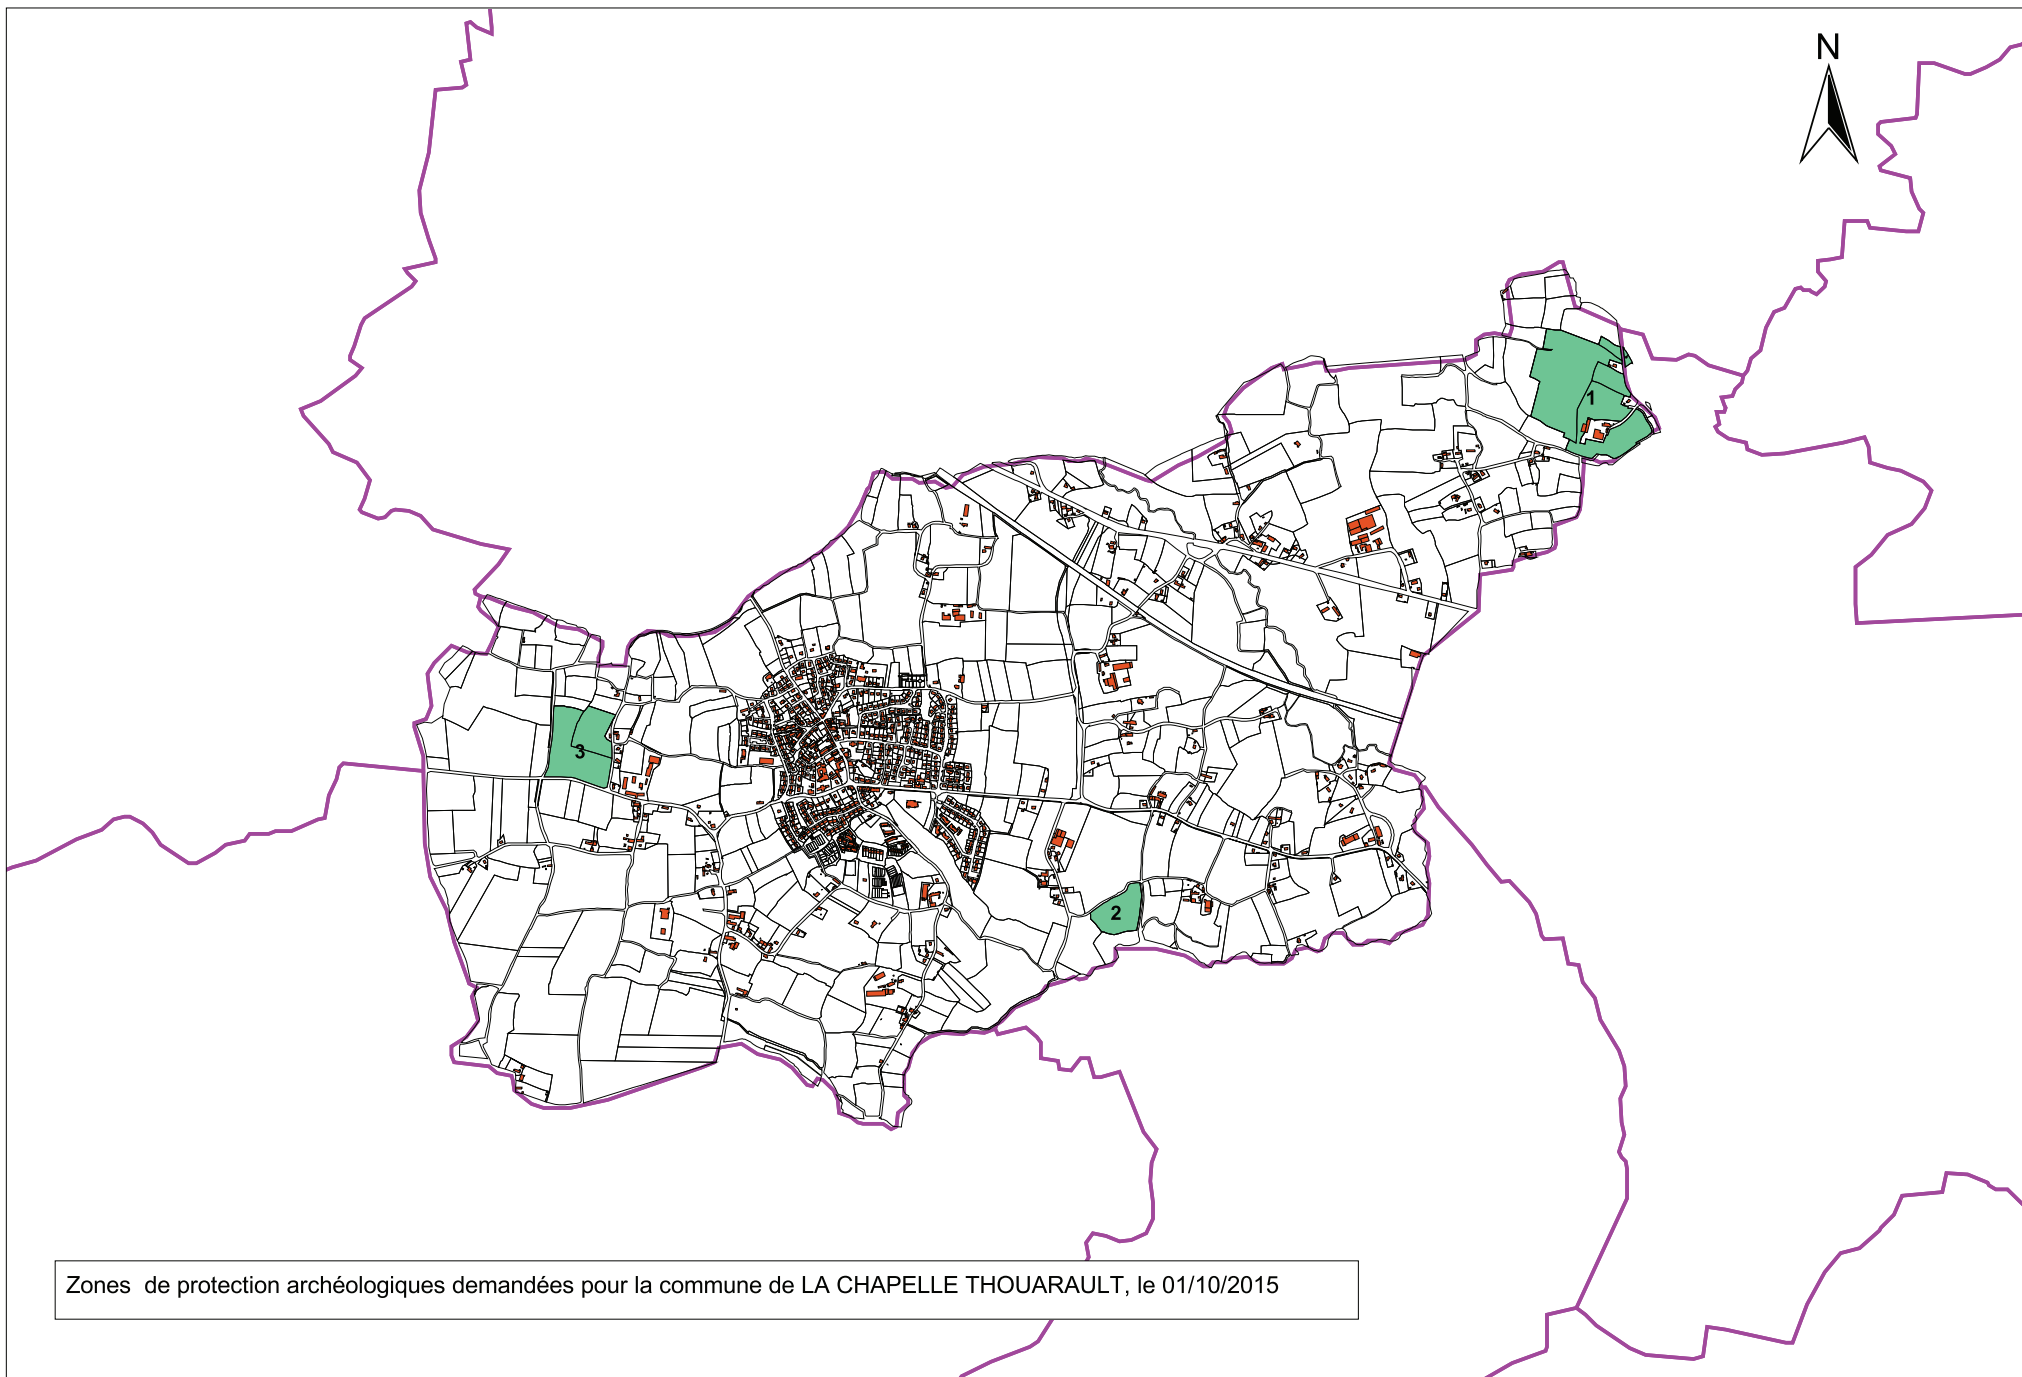 N
1
3
2
Zones de protection archéologiques demandées pour la commune de LA CHAPELLE THOUARAULT, le 01/10/2015